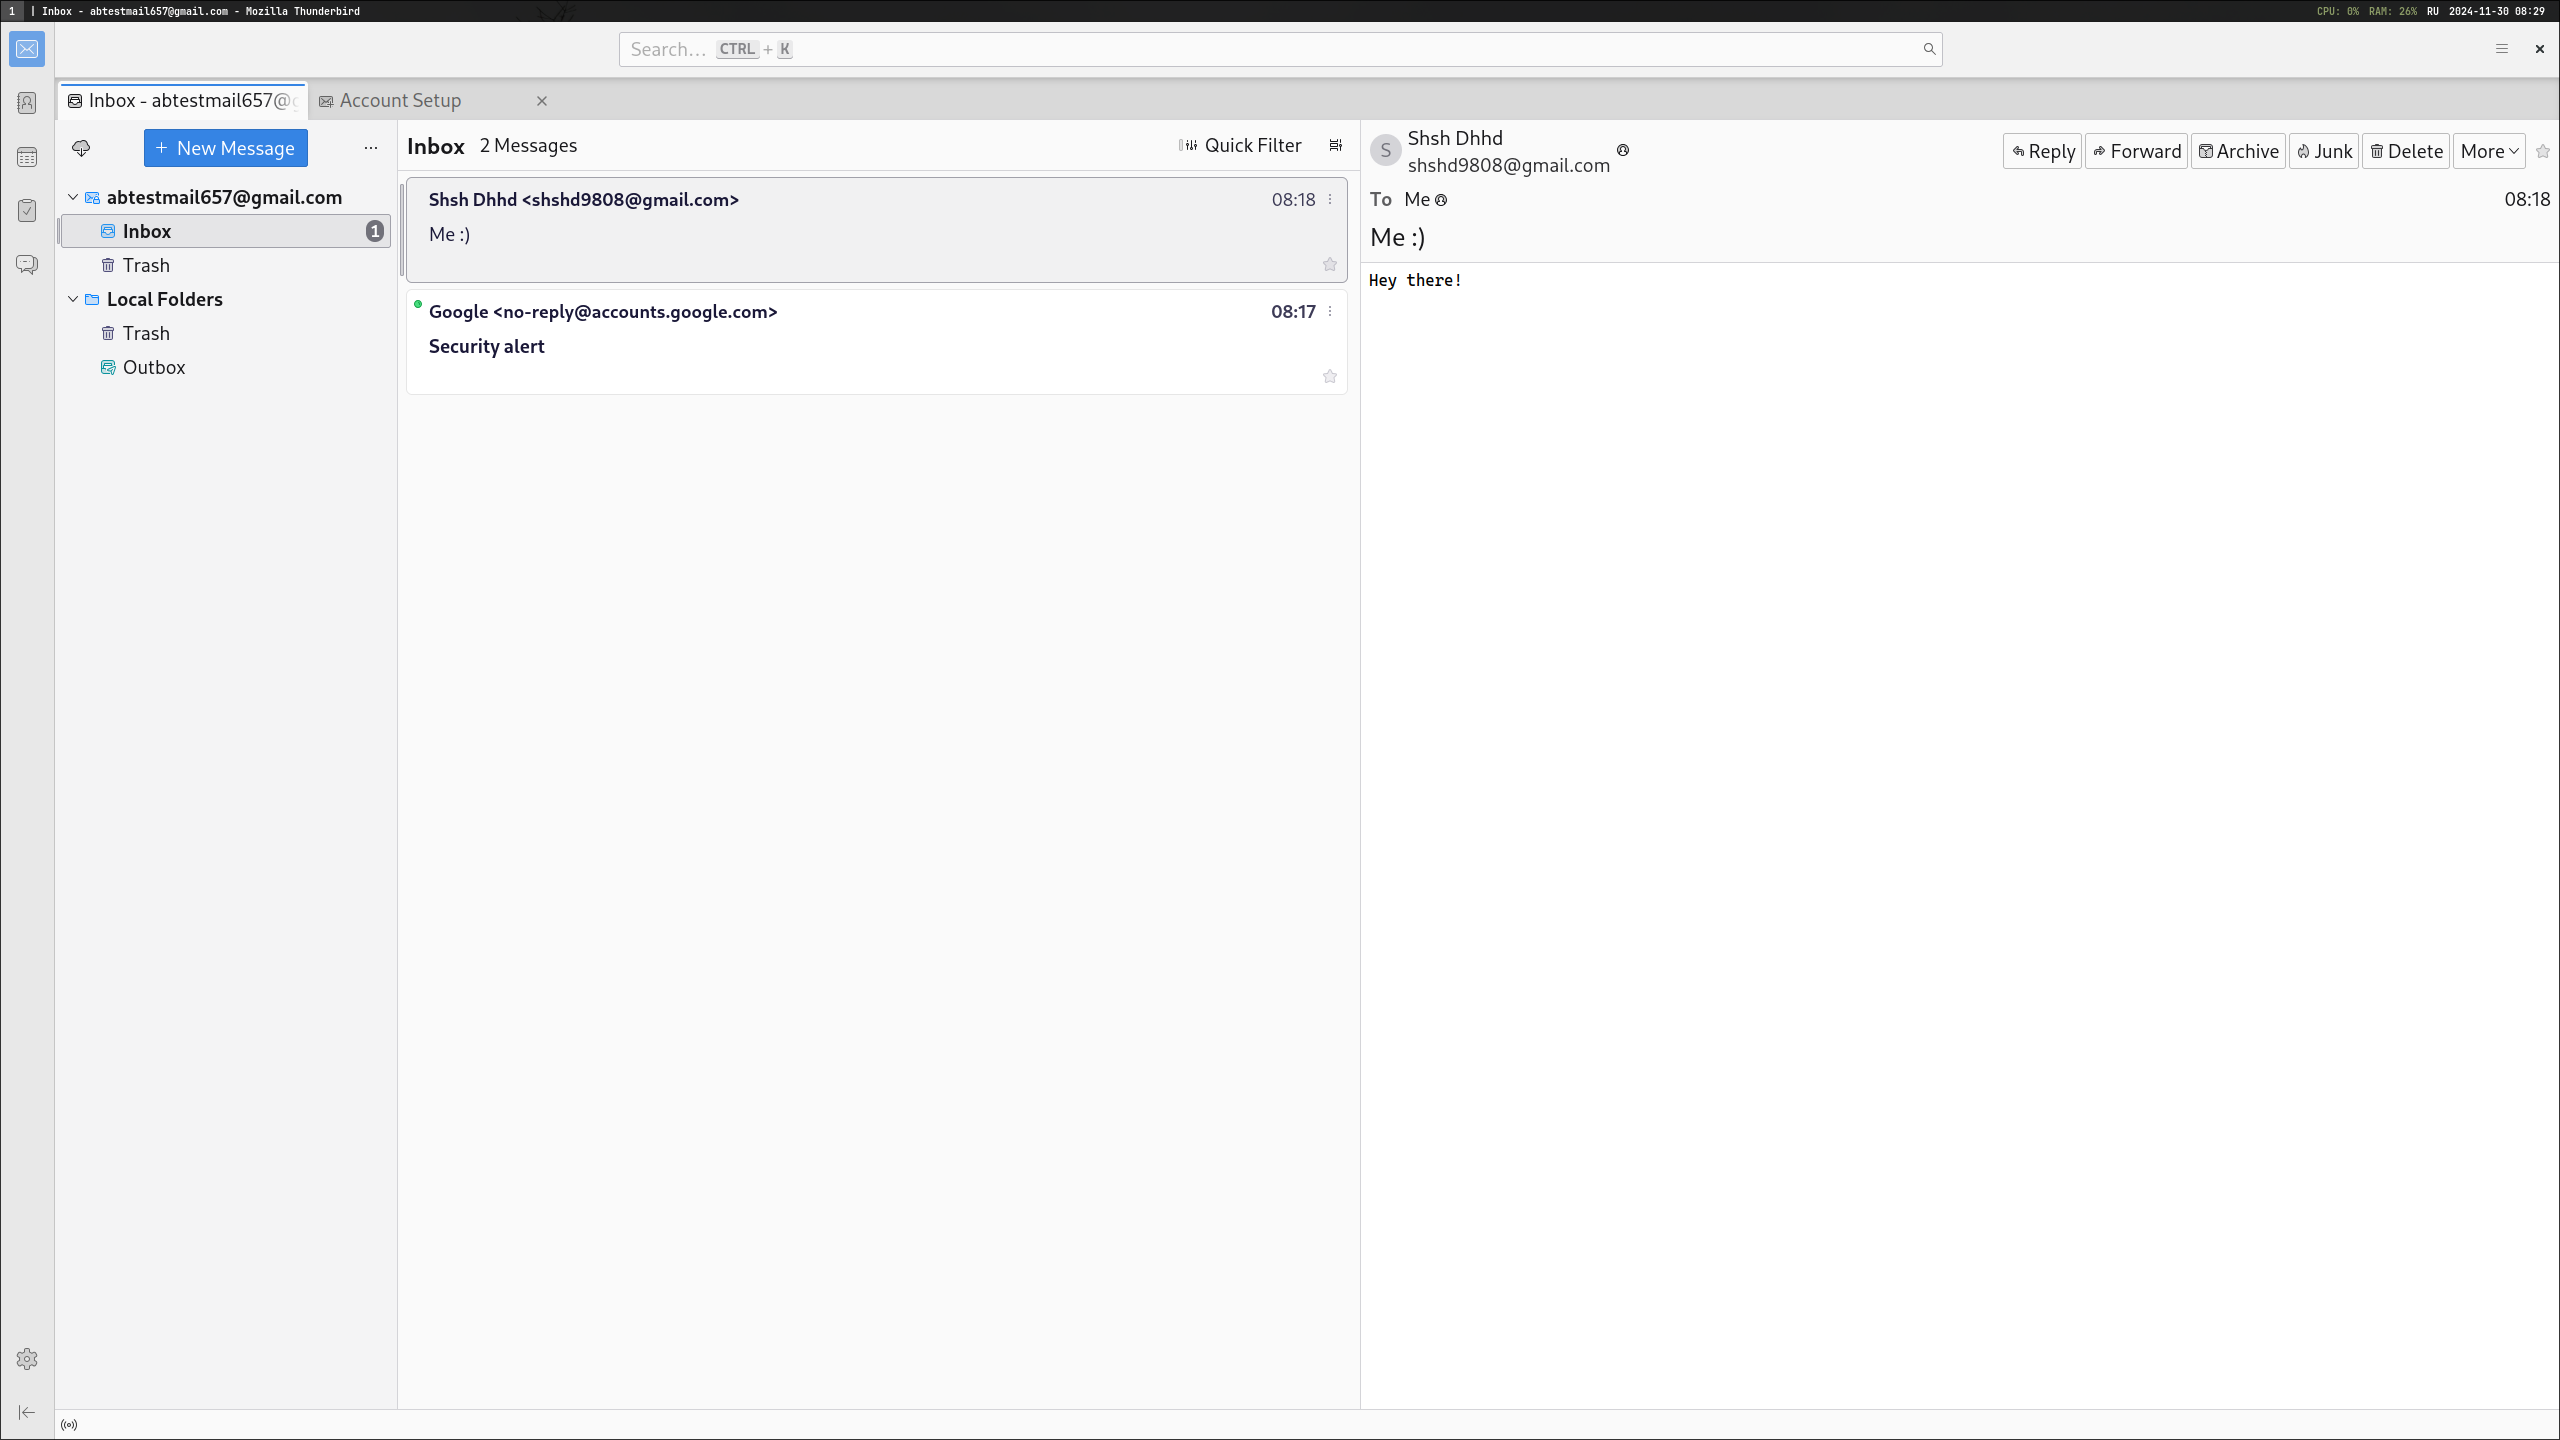 1 | Inbox - abtestmail657@gmail.com - Mozilla Thunderbird
CPU: 0% RAM: 26% RU 2024-11-30 08:29
Search... CTRL + K
Inbox - abtestmail657@
Account Setup
New Message
abtestmail657@gmail.com
Inbox 1
Trash
Local Folders
Trash
Outbox
Inbox 2 Messages Quick Filter
Shsh Dhhd <shshd9808@gmail.com> 08:18
Me :)
Google <no-reply@accounts.google.com> 08:17
Security alert
S
Shsh Dhhd
shshd9808@gmail.com
Reply Forward Archive Junk Delete More
To Me 08:18
Me :)
Hey there!